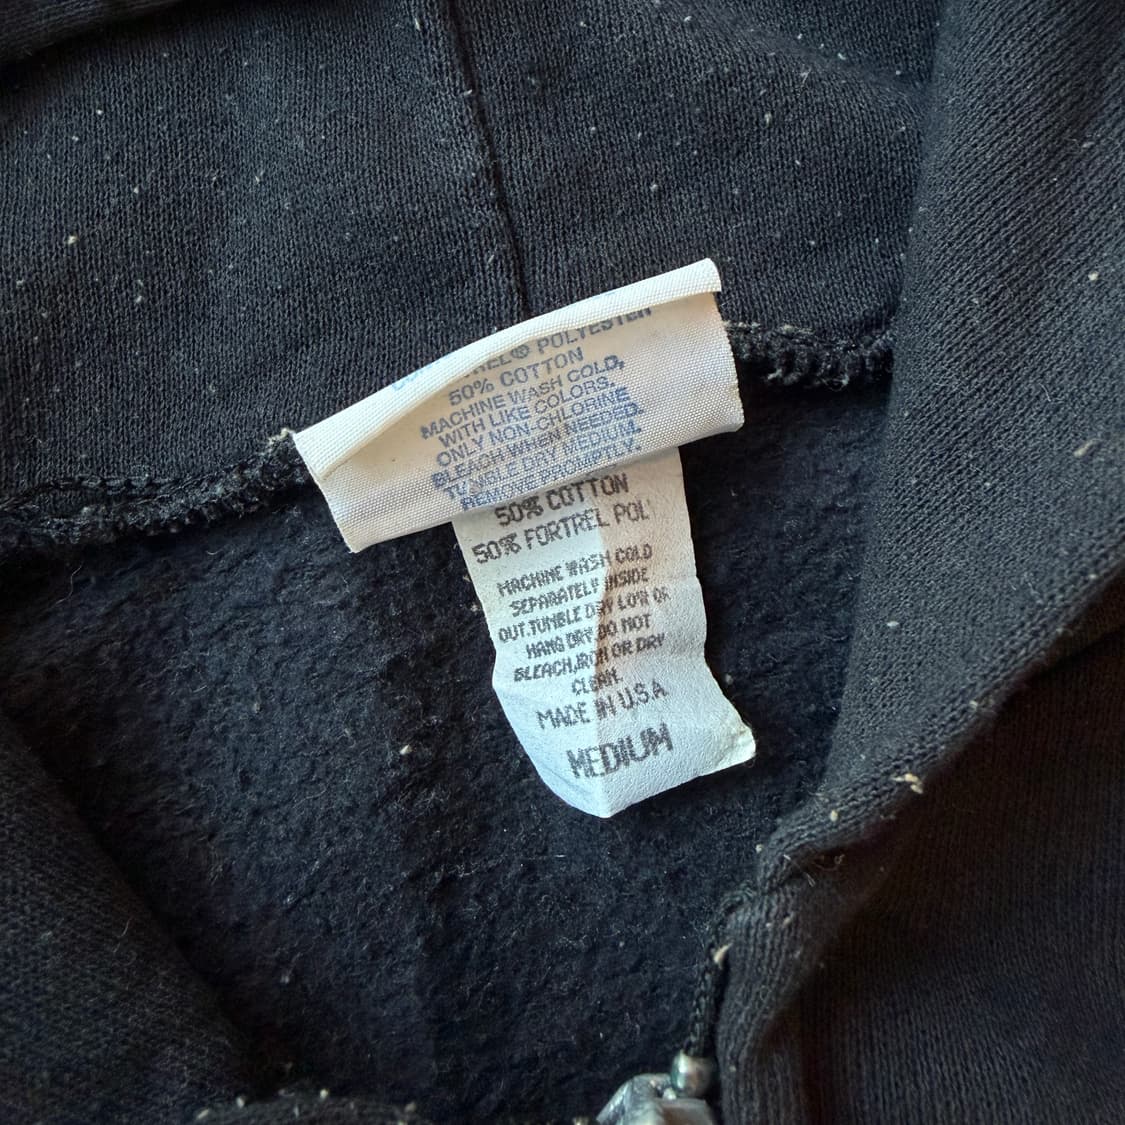 POLYESTER
50% COTTON
MACHINE WASH COLD,
WITH LIKE COLORS.
ONLY NON-CHLORINE
BLEACH WHEN NEEDED.
TUMBLE DRY MEDIUM.
REMOVE PROMPTLY.
50% COTTON
50% FORTREL POL
MACHINE WASH COLD
SEPARATELY INSIDE
OUT.TUMBLE DRY LOW OR
HANG DRY.DO NOT
BLEACH,IRON OR DRY
CLEAN.
MADE IN U.S.A
MEDIUM